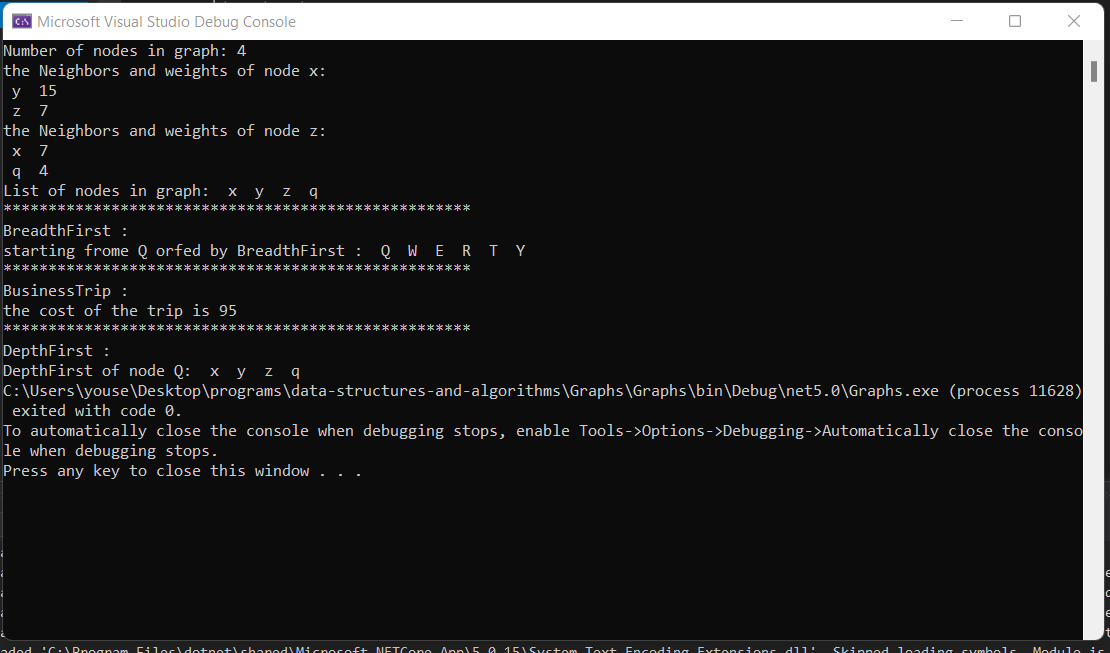 Microsoft Visual Studio Debug Console
Number of nodes in graph: 4
the Neighbors and weights of node x:
y 15
z 7
the Neighbors and weights of node z:
x 7
q 4
List of nodes in graph: x y z q
****************************************************
BreadthFirst :
starting frome Q orfed by BreadthFirst : Q W E R T Y
****************************************************
BusinessTrip :
the cost of the trip is 95
****************************************************
DepthFirst :
DepthFirst of node Q: x y z q
C:\Users\youse\Desktop\programs\data-structures-and-algorithms\Graphs\Graphs\bin\Debug\net5.0\Graphs.exe (process 11628)
exited with code 0.
To automatically close the console when debugging stops, enable Tools->Options->Debugging->Automatically close the conso
le when debugging stops.
Press any key to close this window . . .
aded 'C:\Program Files\dotnet\shared\Microsoft.NETCore.App\5.0.15\System.Text.Encoding.Extensions.dll'. Skipped loading symbols. Module is